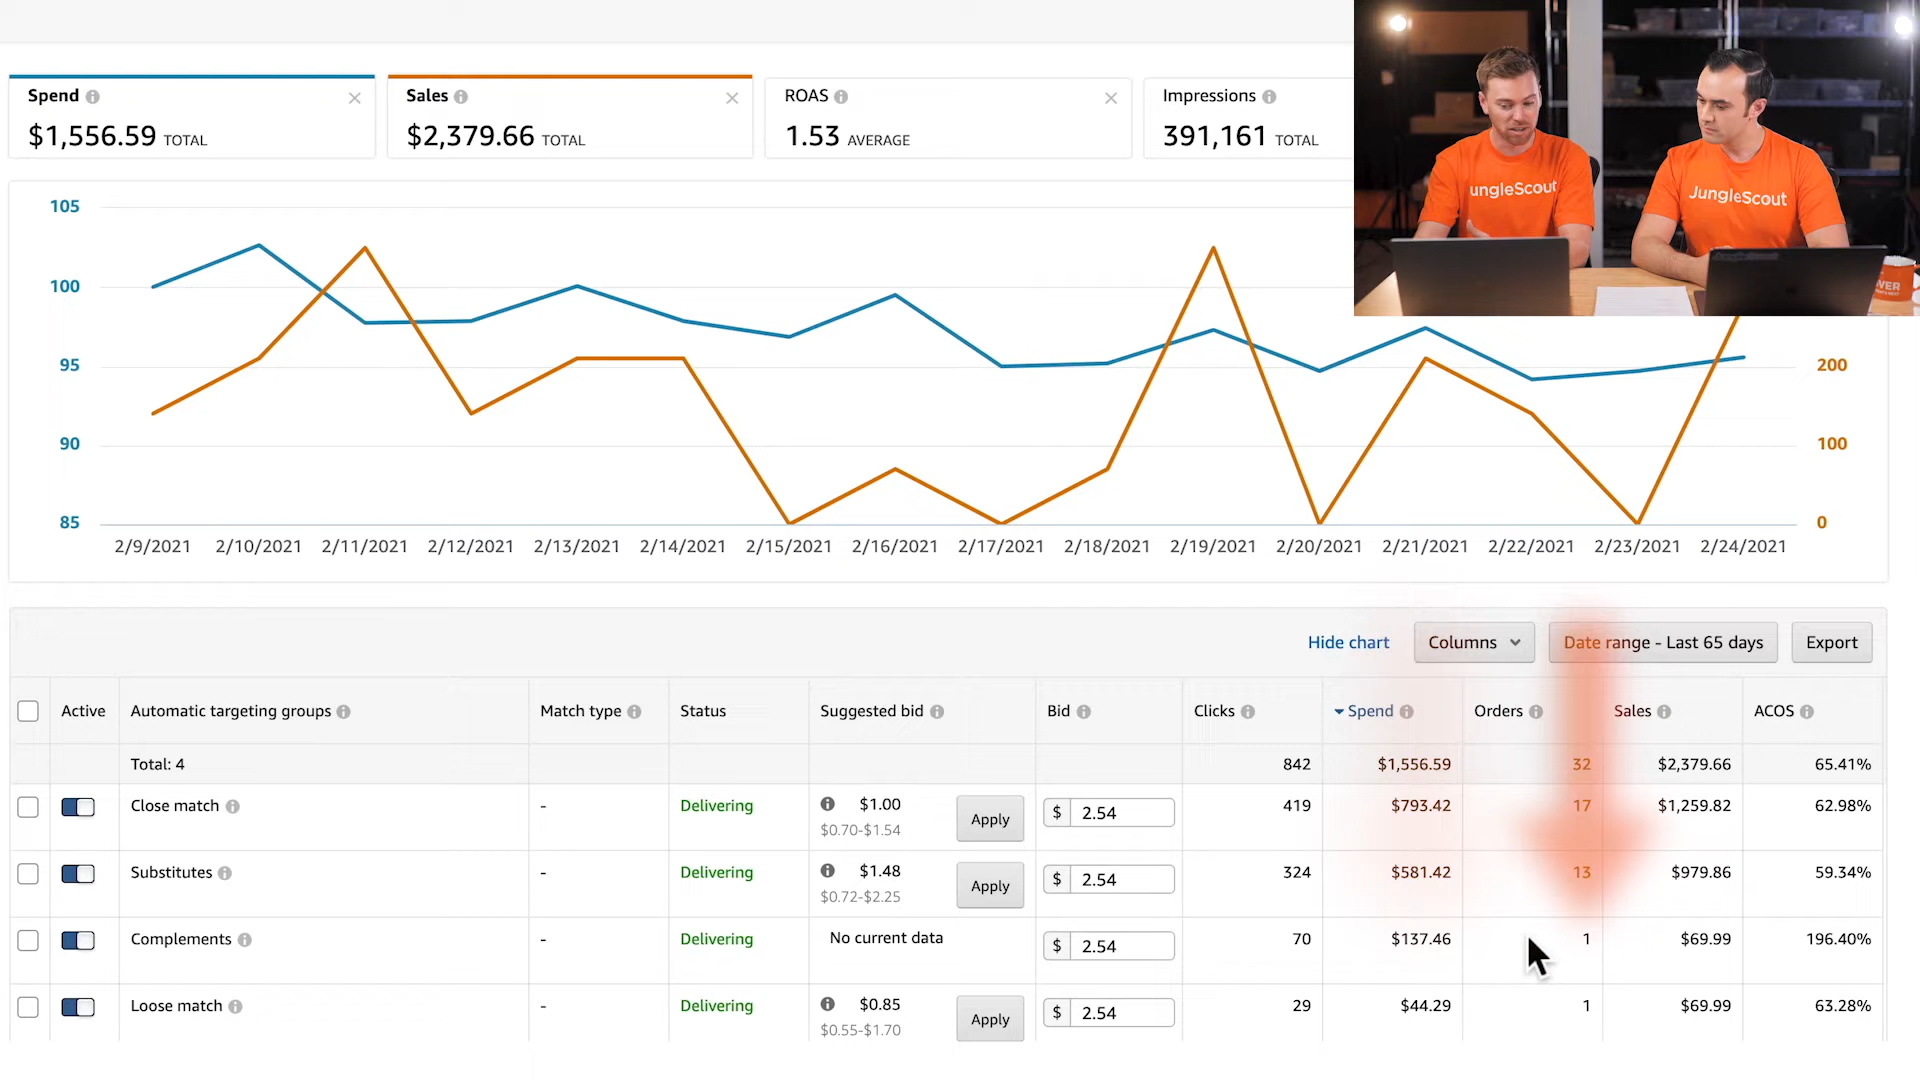 Spend
$1,556.59 TOTAL
Sales
$2,379.66 TOTAL
ROAS
1.53 AVERAGE
Impressions
391,161 TOTAL
ungleScout
JungleScout
OVER
105
100
95
90
85
200
100
0
2/9/2021 2/10/2021 2/11/2021 2/12/2021 2/13/2021 2/14/2021 2/15/2021 2/16/2021 2/17/2021 2/18/2021 2/19/2021 2/20/2021 2/21/2021 2/22/2021 2/23/2021 2/24/2021
Hide chart Columns Date range - Last 65 days Export
Active Automatic targeting groups Match type Status Suggested bid Bid Clicks Spend Orders Sales ACOS
Total: 4 842 $1,556.59 32 $2,379.66 65.41%
Close match - Delivering $1.00 Apply $ 2.54 419 $793.42 17 $1,259.82 62.98%
$0.70-$1.54
Substitutes - Delivering $1.48 Apply $ 2.54 324 $581.42 13 $979.86 59.34%
$0.72-$2.25
Complements - Delivering No current data $ 2.54 70 $137.46 1 $69.99 196.40%
Loose match - Delivering $0.85 Apply $ 2.54 29 $44.29 1 $69.99 63.28%
$0.55-$1.70